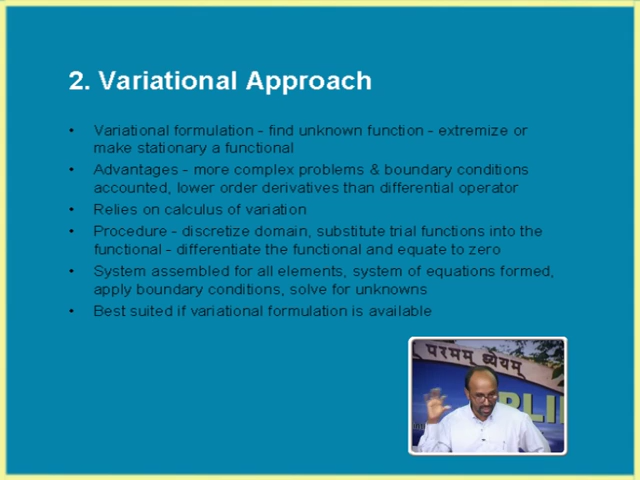 2. Variational Approach
• Variational formulation - find unknown function - extremize or
make stationary a functional
• Advantages - more complex problems & boundary conditions
accounted, lower order derivatives than differential operator
• Relies on calculus of variation
• Procedure - discretize domain, substitute trial functions into the
functional - differentiate the functional and equate to zero
• System assembled for all elements, system of equations formed,
apply boundary conditions, solve for unknowns
• Best suited if variational formulation is available
परमम् ध्येयम्